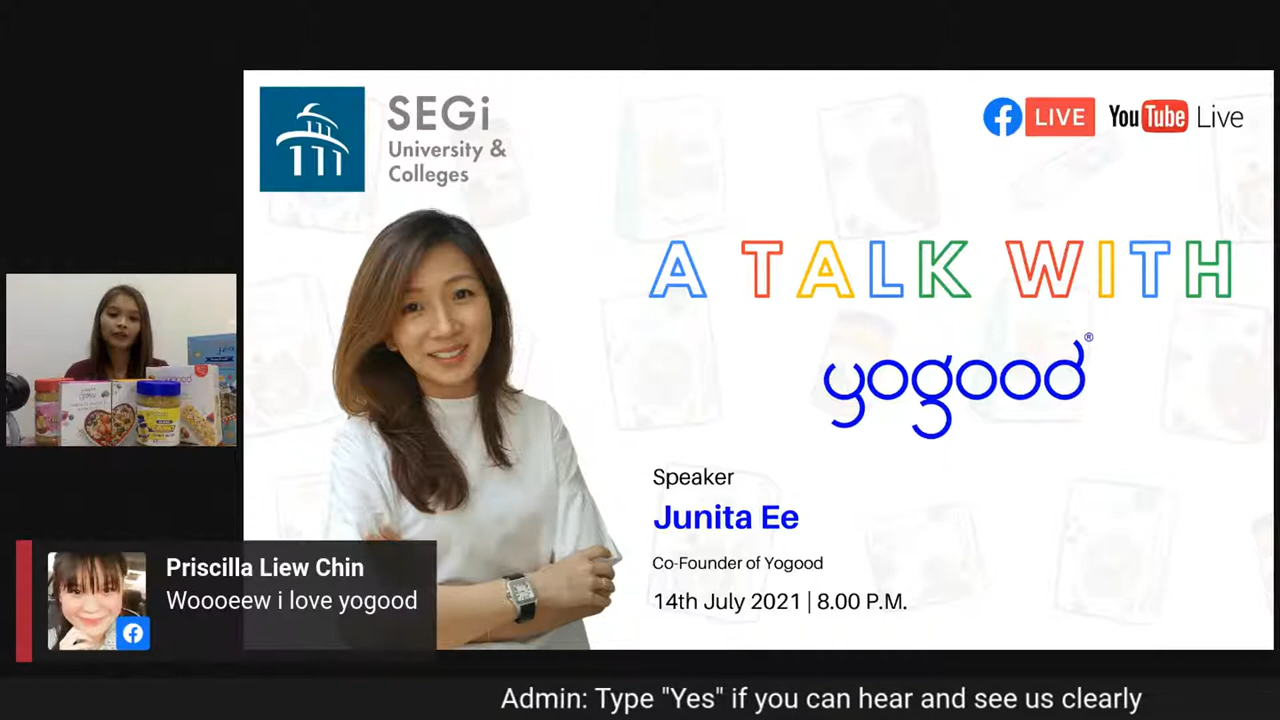 SEGi
University &
Colleges
LIVE
YouTube Live
A TALK WITH
yogood®
Speaker
Junita Ee
Co-Founder of Yogood
14th July 2021 | 8.00 P.M.
Priscilla Liew Chin
Woooeew i love yogood
Admin: Type "Yes" if you can hear and see us clearly